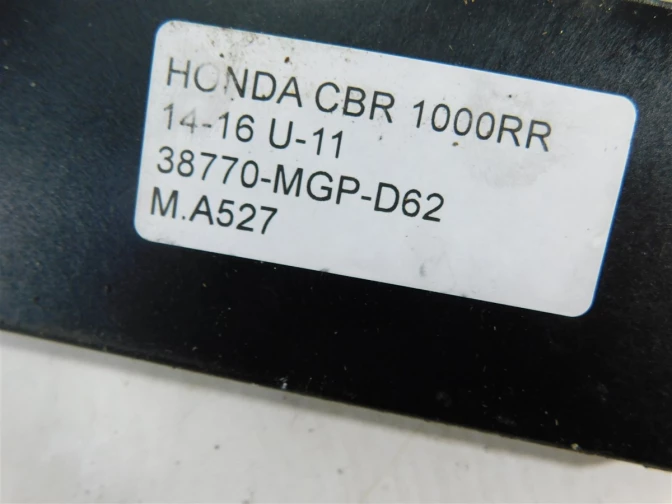 HONDA CBR 1000RR
14-16 U-11
38770-MGP-D62
M.A527